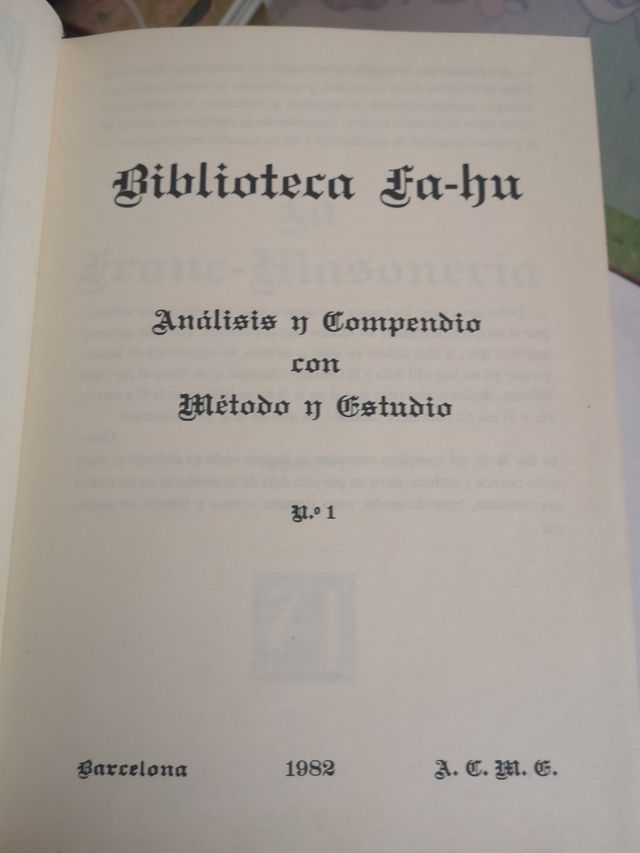 Biblioteca Fa-hu
Análisis y Compendio
con
Método y Estudio
N.º 1
Barcelona 1982 A. C. M. E.